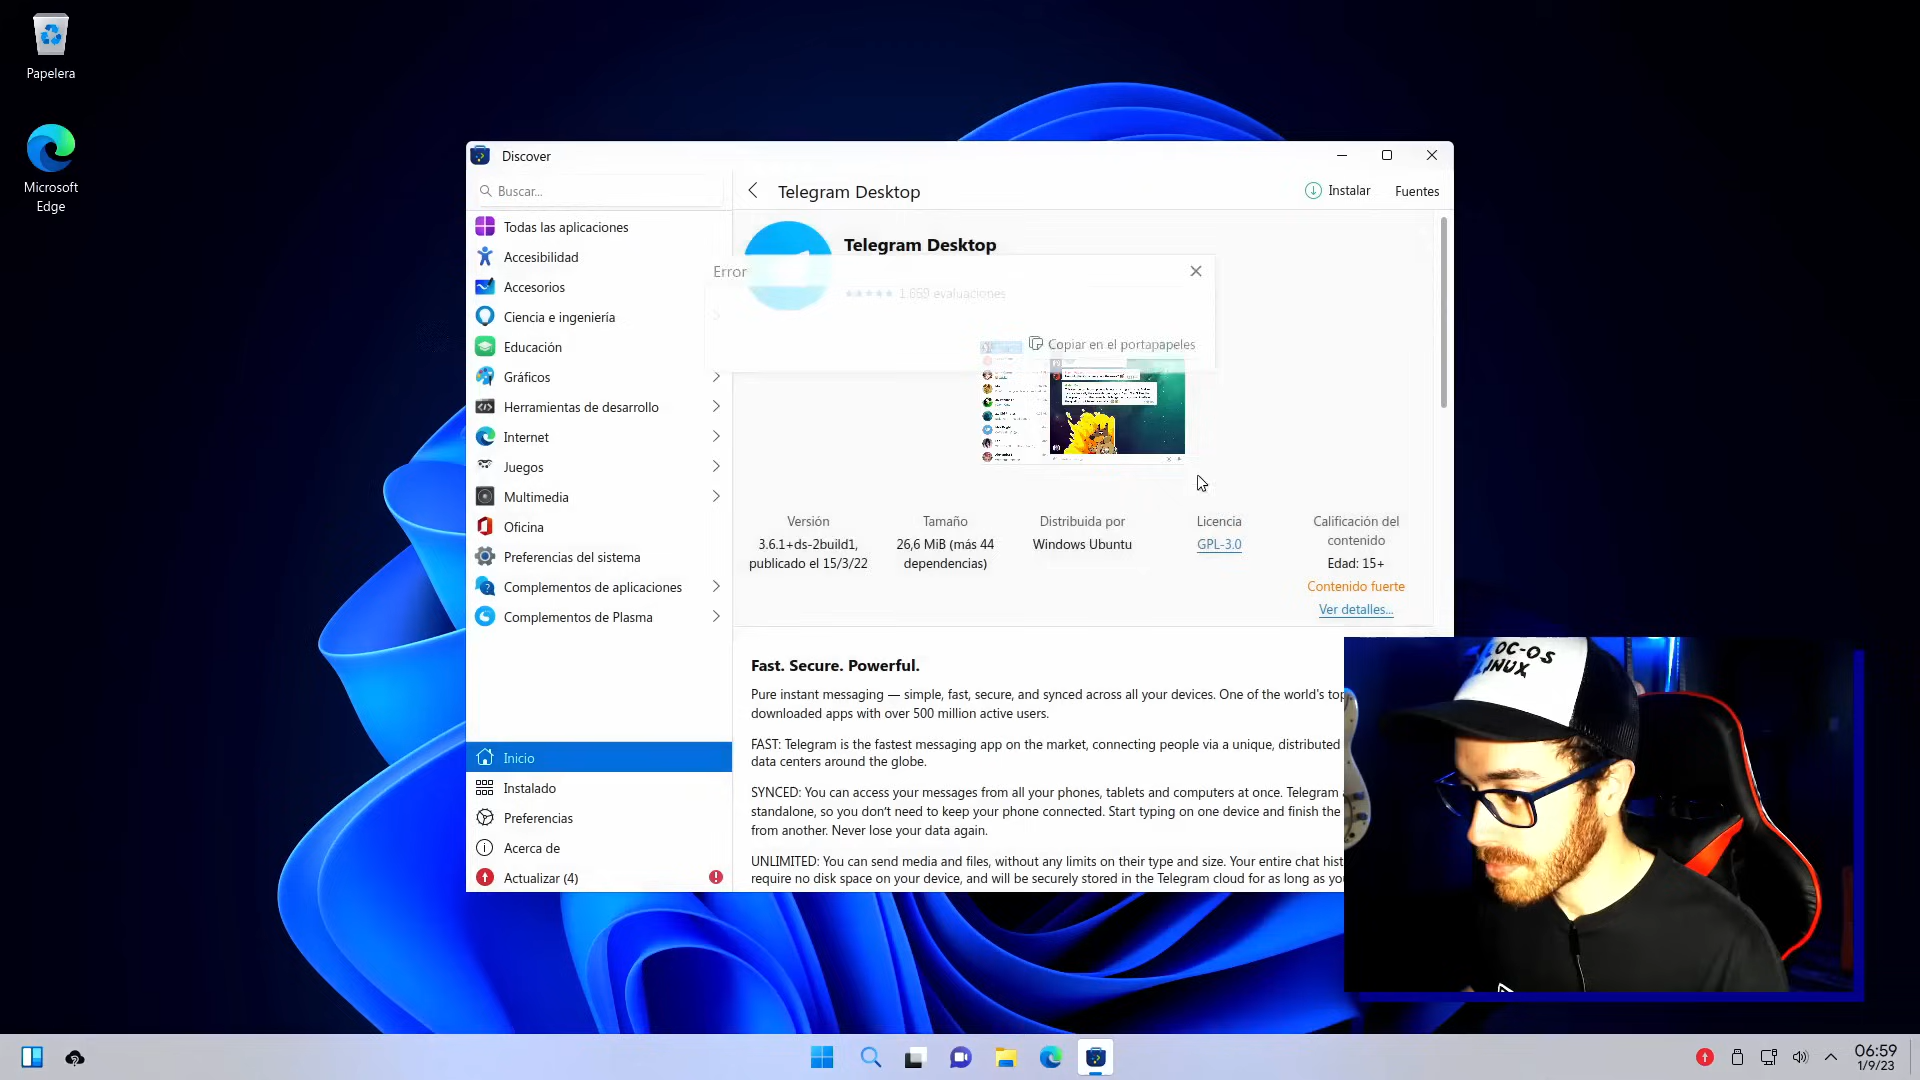 Papelera
Microsoft
Edge
Discover
Buscar...
Telegram Desktop
Instalar
Fuentes
Todas las aplicaciones
Accesibilidad
Accesorios
Ciencia e ingeniería
Educación
Gráficos
Herramientas de desarrollo
Internet
Juegos
Multimedia
Oficina
Preferencias del sistema
Complementos de aplicaciones
Complementos de Plasma
Inicio
Instalado
Preferencias
Acerca de
Actualizar (4)
Telegram Desktop
Error
1.669 evaluaciones
Copiar en el portapapeles
Versión
3.6.1+ds-2build1,
publicado el 15/3/22
Tamaño
26,6 MiB (más 44
dependencias)
Distribuida por
Windows Ubuntu
Licencia
GPL-3.0
Calificación del
contenido
Edad: 15+
Contenido fuerte
Ver detalles...
Fast. Secure. Powerful.
Pure instant messaging — simple, fast, secure, and synced across all your devices. One of the world's top
downloaded apps with over 500 million active users.
FAST: Telegram is the fastest messaging app on the market, connecting people via a unique, distributed
data centers around the globe.
SYNCED: You can access your messages from all your phones, tablets and computers at once. Telegram
standalone, so you don't need to keep your phone connected. Start typing on one device and finish the
from another. Never lose your data again.
UNLIMITED: You can send media and files, without any limits on their type and size. Your entire chat
require no disk space on your device, and will be securely stored in the Telegram cloud for as long as
LOC-OS
LINUX
06:59
1/9/23